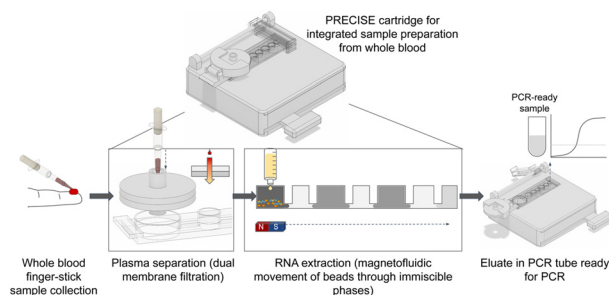 PRECISE cartridge for
integrated sample preparation
from whole blood
PCR-ready
sample
N S
Whole blood
finger-stick
sample collection
Plasma separation (dual
membrane filtration)
RNA extraction (magnetofluidic
movement of beads through immiscible
phases)
Eluate in PCR tube ready
for PCR